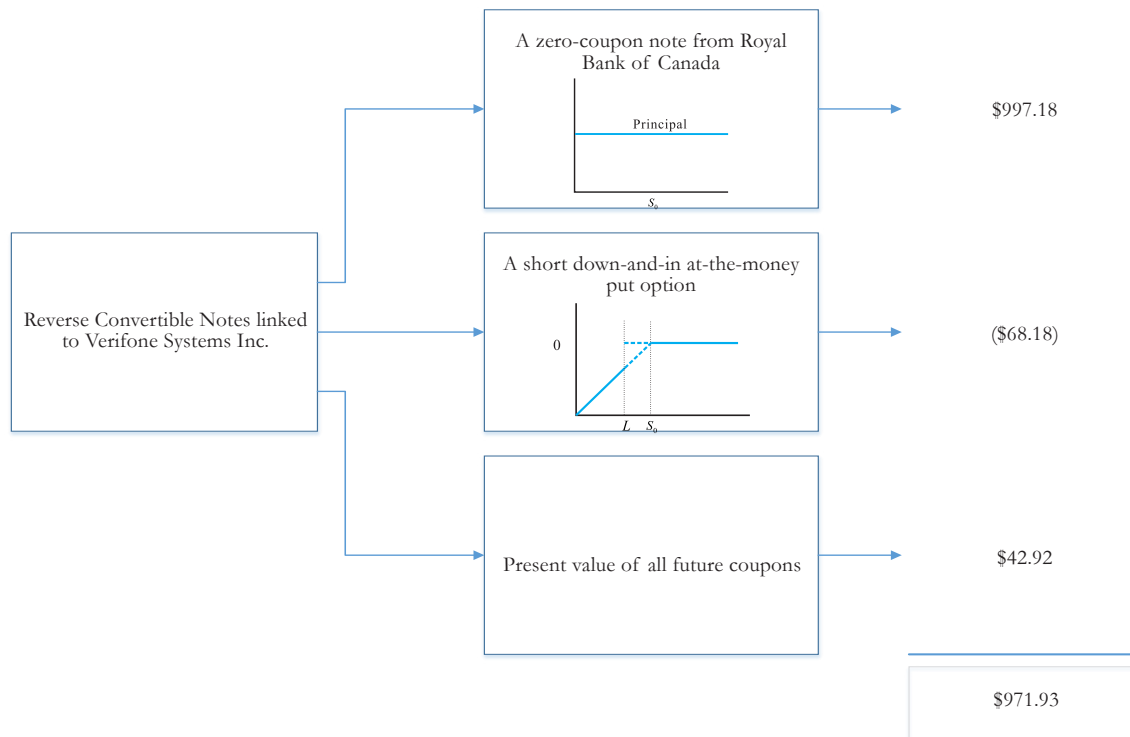 A zero-coupon note from Royal
Bank of Canada
Principal
S₀
$997.18
Reverse Convertible Notes linked
to Verifone Systems Inc.
A short down-and-in at-the-money
put option
0
L S₀
($68.18)
Present value of all future coupons
$42.92
$971.93